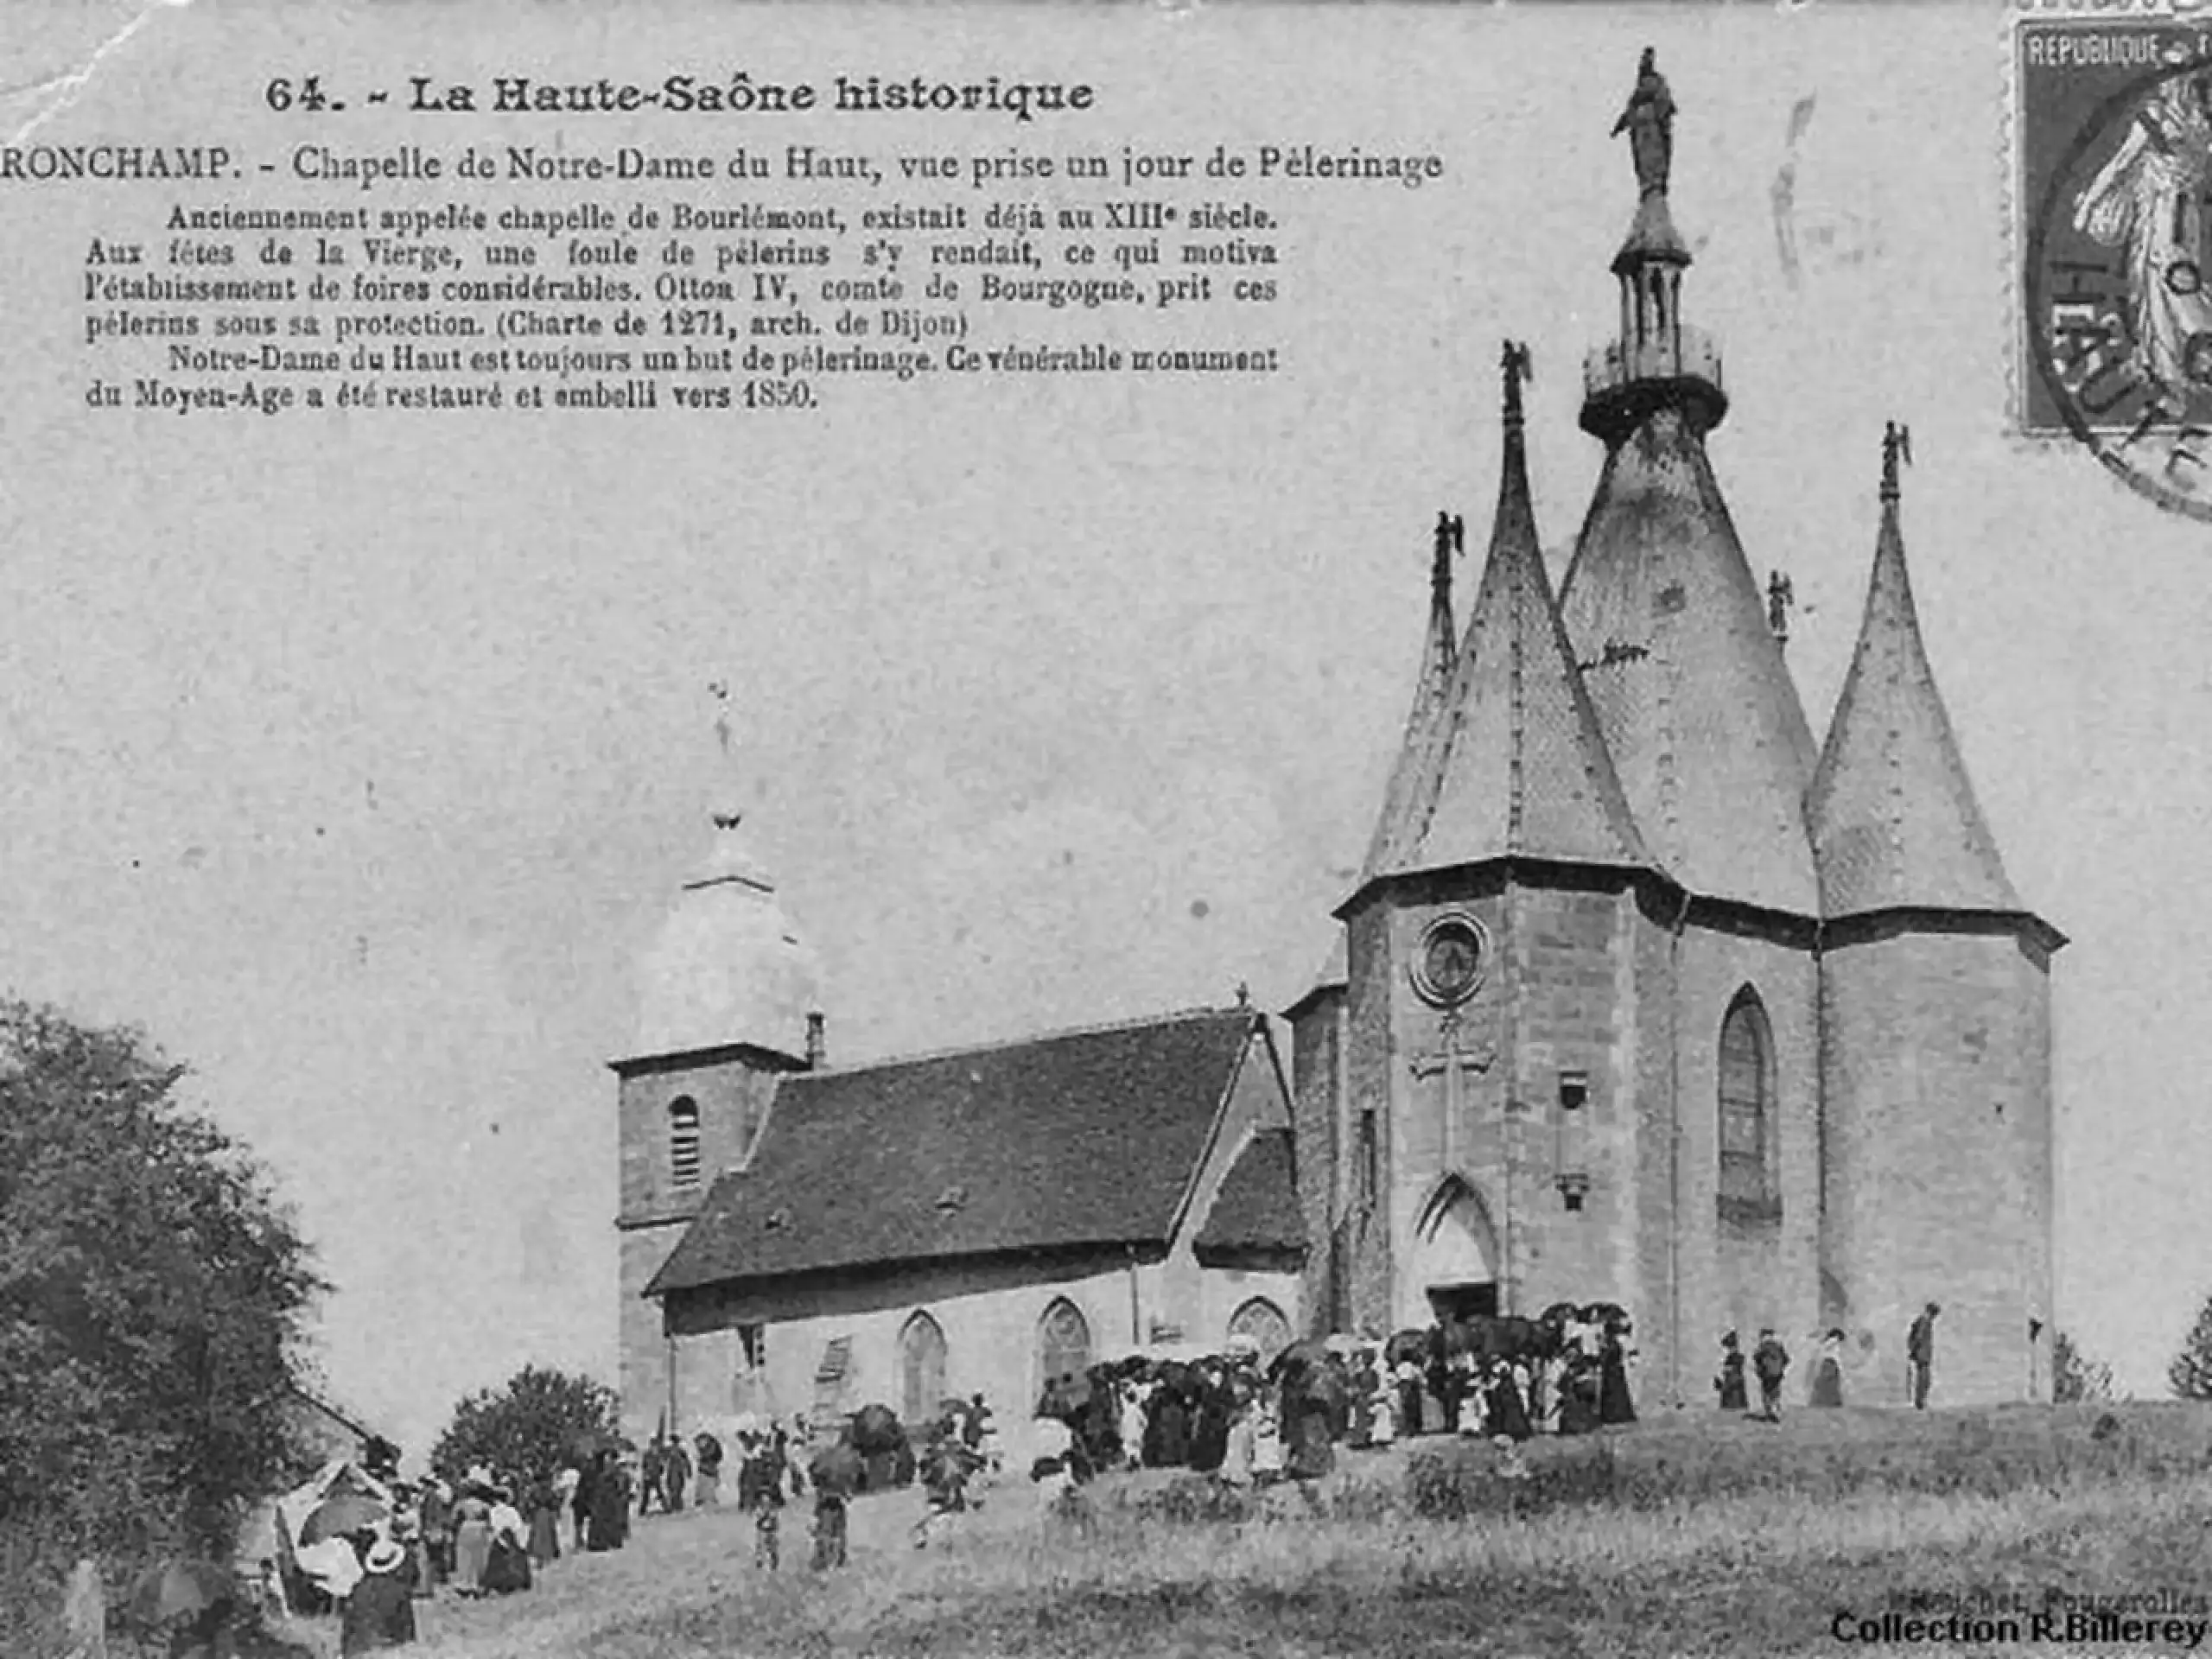 64. - La Haute-Saône historique
RONCHAMP. - Chapelle de Notre-Dame du Haut, vue prise un jour de Pèlerinage
Anciennement appelée chapelle de Bourlémont, existait déjà au XIIIe siècle.
Aux fêtes de la Vierge, une foule de pèlerins s'y rendait, ce qui motiva
l'établissement de foires considérables. Otton IV, comte de Bourgogne, prit ces
pèlerins sous sa protection. (Charte de 1271, arch. de Dijon)
Notre-Dame du Haut est toujours un but de pèlerinage. Ce vénérable monument
du Moyen-Age a été restauré et embelli vers 1850.
REPUBLIQUE
HAUTE
Fougerolles
Collection R.Billerey